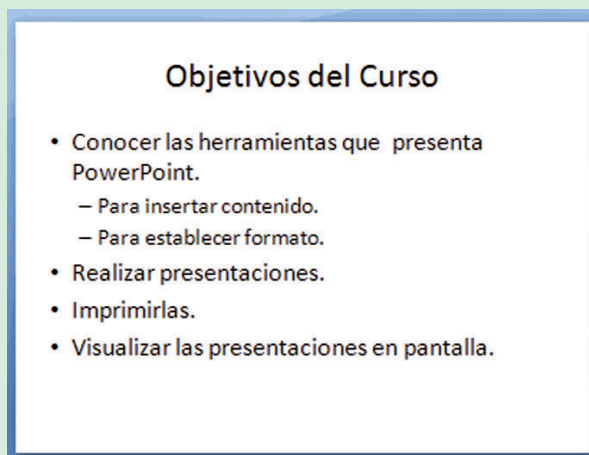 Objetivos del Curso
• Conocer las herramientas que  presenta
PowerPoint.
– Para insertar contenido.
– Para establecer formato.
• Realizar presentaciones.
• Imprimirlas.
• Visualizar las presentaciones en pantalla.